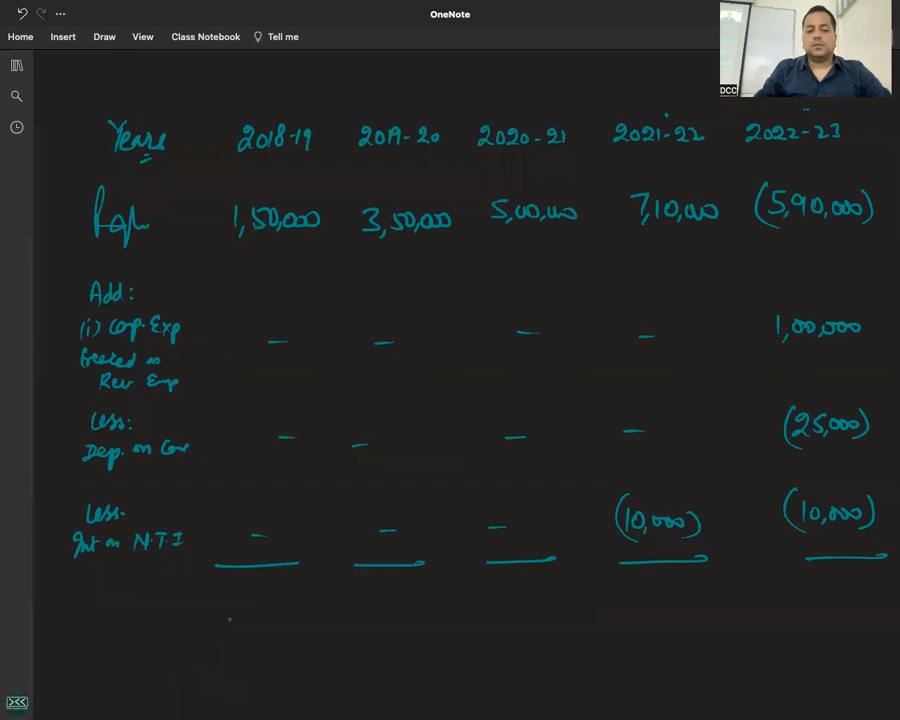 OneNote
Home Insert Draw View Class Notebook Tell me
DCC
Years 2018-19 2019-20 2020-21 2021-22 2022-23
1,50,000 3,50,000 5,00,000 7,10,000 (5,90,000)
Add:
(i) Cap. Exp - - - - 1,00,000
treated as
Rev Exp
Less:
Dep. on Car - - - - (25,000)
Less.
Int on N.T.I - - - (10,000) (10,000)